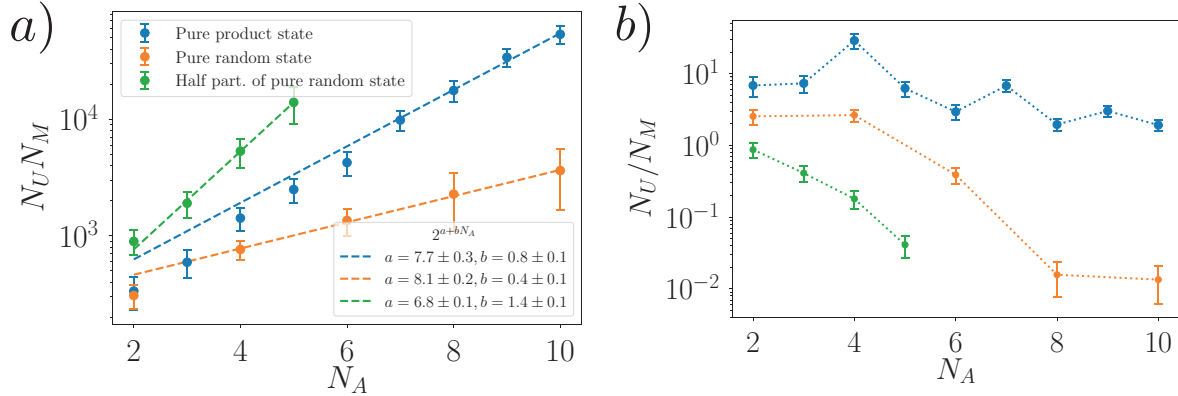 a)
Pure product state
Pure random state
Half part. of pure random state
N_U N_M
10^4
10^3
2^{a+bN_A}
a = 7.7 ± 0.3, b = 0.8 ± 0.1
a = 8.1 ± 0.2, b = 0.4 ± 0.1
a = 6.8 ± 0.1, b = 1.4 ± 0.1
2 4 6 8 10
N_A
b)
N_U/N_M
10^1
10^0
10^{-1}
10^{-2}
2 4 6 8 10
N_A